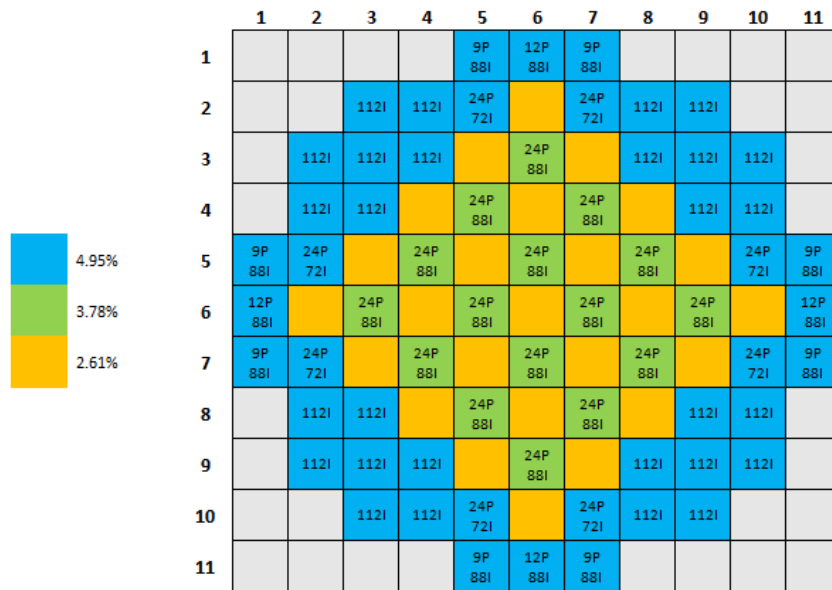 1 2 3 4 5 6 7 8 9 10 11
1 9P 12P 9P
88I 88I 88I
2 112I 112I 24P 24P 112I 112I
72I 72I
3 112I 112I 112I 24P 112I 112I 112I
88I
4 112I 112I 24P 24P 112I 112I
88I 88I
4.95%
5 9P 24P 24P 24P 24P 24P 9P
88I 72I 88I 88I 88I 72I 88I
3.78%
6 12P 24P 24P 24P 24P 12P
88I 88I 88I 88I 88I 88I
2.61%
7 9P 24P 24P 24P 24P 24P 9P
88I 72I 88I 88I 88I 72I 88I
8 112I 112I 24P 24P 112I 112I
88I 88I
9 112I 112I 112I 24P 112I 112I 112I
88I
10 112I 112I 24P 24P 112I 112I
72I 72I
11 9P 12P 9P
88I 88I 88I